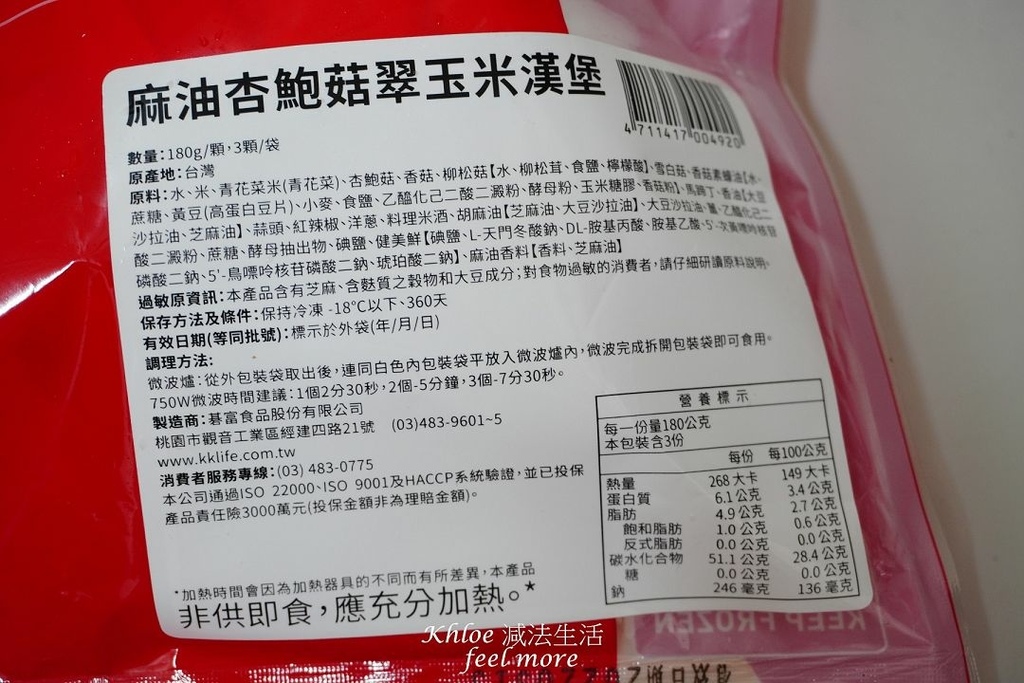 麻油杏鮑菇翠玉米漢堡
4 711417 004920
數量:180g/顆,3顆/袋
原產地:台灣
原料:水、米、青花菜米(青花菜)、杏鮑菇、香菇、柳松菇【水、柳松茸、食鹽、檸檬酸】、雪白菇、香菇素蠔油【水、
蔗糖、黃豆(高蛋白豆片)、小麥、食鹽、乙醯化己二酸二澱粉、酵母粉、玉米糖膠、香菇粉】、馬蹄丁、香油【大豆
沙拉油、芝麻油】、蒜頭、紅辣椒、洋蔥、料理米酒、胡麻油【芝麻油、大豆沙拉油】、大豆沙拉油、薑、乙醯化己二
酸二澱粉、蔗糖、酵母抽出物、碘鹽、健美鮮【碘鹽、L-天門冬酸鈉、DL-胺基丙酸、胺基乙酸、5'-次黃嘌呤核苷
磷酸二鈉、5'-鳥嘌呤核苷磷酸二鈉、琥珀酸二鈉】、麻油香料【香料、芝麻油】
過敏原資訊:本產品含有芝麻、含麩質之穀物和大豆成分;對食物過敏的消費者,請仔細研讀原料說明。
保存方法及條件:保持冷凍 -18℃以下、360天
有效日期(等同批號):標示於外袋(年/月/日)
調理方法:
微波爐:從外包裝袋取出後,連同白色內包裝袋平放入微波爐內,微波完成拆開包裝袋即可食用。
750W微波時間建議:1個2分30秒,2個-5分鐘,3個-7分30秒。
製造商:碁富食品股份有限公司
桃園市觀音工業區經建四路21號 (03)483-9601~5
www.kklife.com.tw
消費者服務專線:(03) 483-0775
本公司通過ISO 22000、ISO 9001及HACCP系統驗證,並已投保
產品責任險3000萬元(投保金額非為理賠金額)。
*加熱時間會因為加熱器具的不同而有所差異,本產品
非供即食,應充分加熱。*
營養標示
每一份量180公克
本包裝含3份
每份 每100公克
熱量 268 大卡 149 大卡
蛋白質 6.1 公克 3.4 公克
脂肪 4.9 公克 2.7 公克
飽和脂肪 1.0 公克 0.6 公克
反式脂肪 0.0 公克 0.0 公克
碳水化合物 51.1 公克 28.4 公克
糖 0.0 公克 0.0 公克
鈉 246 毫克 136 毫克
KEEP FROZEN
Khloe 減法生活
feel more